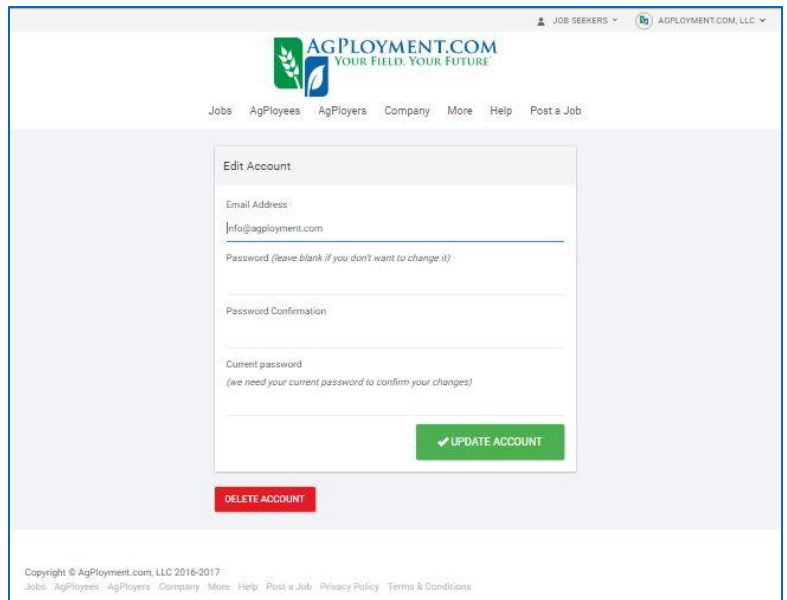 JOB SEEKERS AGPLOYMENT.COM, LLC
AGPLOYMENT.COM
YOUR FIELD. YOUR FUTURE
Jobs AgPloyees AgPloyers Company More Help Post a Job
Edit Account
Email Address
info@agployment.com
Password (leave blank if you don't want to change it)
Password Confirmation
Current password
(we need your current password to confirm your changes)
UPDATE ACCOUNT
DELETE ACCOUNT
Copyright © AgPloyment.com, LLC 2016-2017
Jobs AgPloyees AgPloyers Company More Help Post a Job Privacy Policy Terms & Conditions